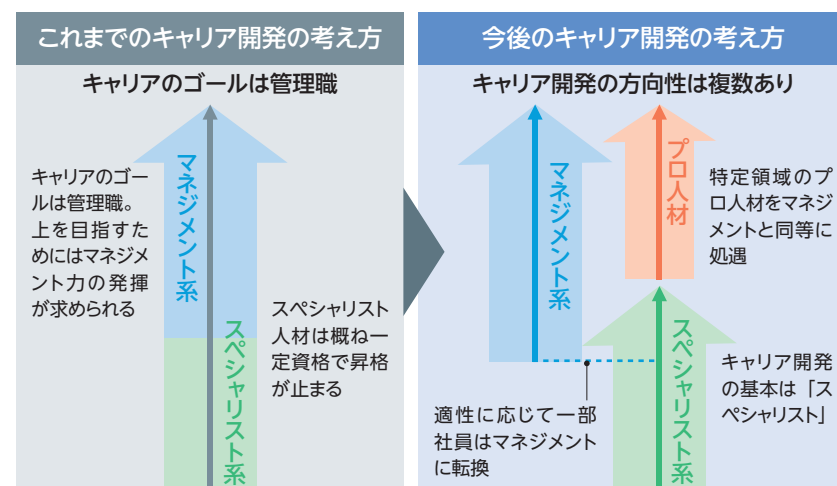 これまでのキャリア開発の考え方
キャリアのゴールは管理職
キャリアのゴー
ルは管理職。
上を目指すた
めにはマネジメ
ント力の発揮
が求められる
マネジメント系
スペシャリスト系
スペシャリスト
人材は概ね一
定資格で昇格
が止まる
今後のキャリア開発の考え方
キャリア開発の方向性は複数あり
マネジメント系
プロ人材
特定領域のプ
ロ人材をマネジ
メントと同等に
処遇
スペシャリスト系
キャリア開発
の基本は「ス
ペシャリスト」
適性に応じて一部
社員はマネジメント
に転換